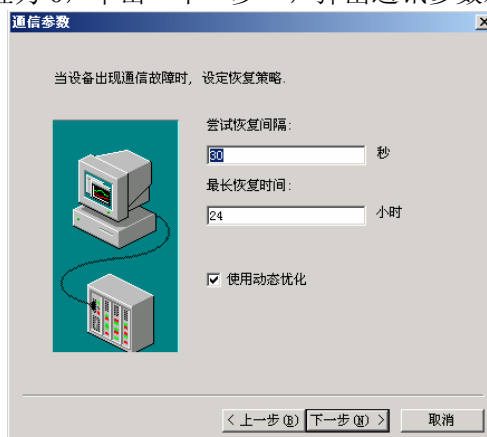 通信参数
当设备出现通信故障时，设定恢复策略.
尝试恢复间隔:
30 秒
最长恢复时间:
24 小时
使用动态优化
< 上一步(B) 下一步(N) > 取消